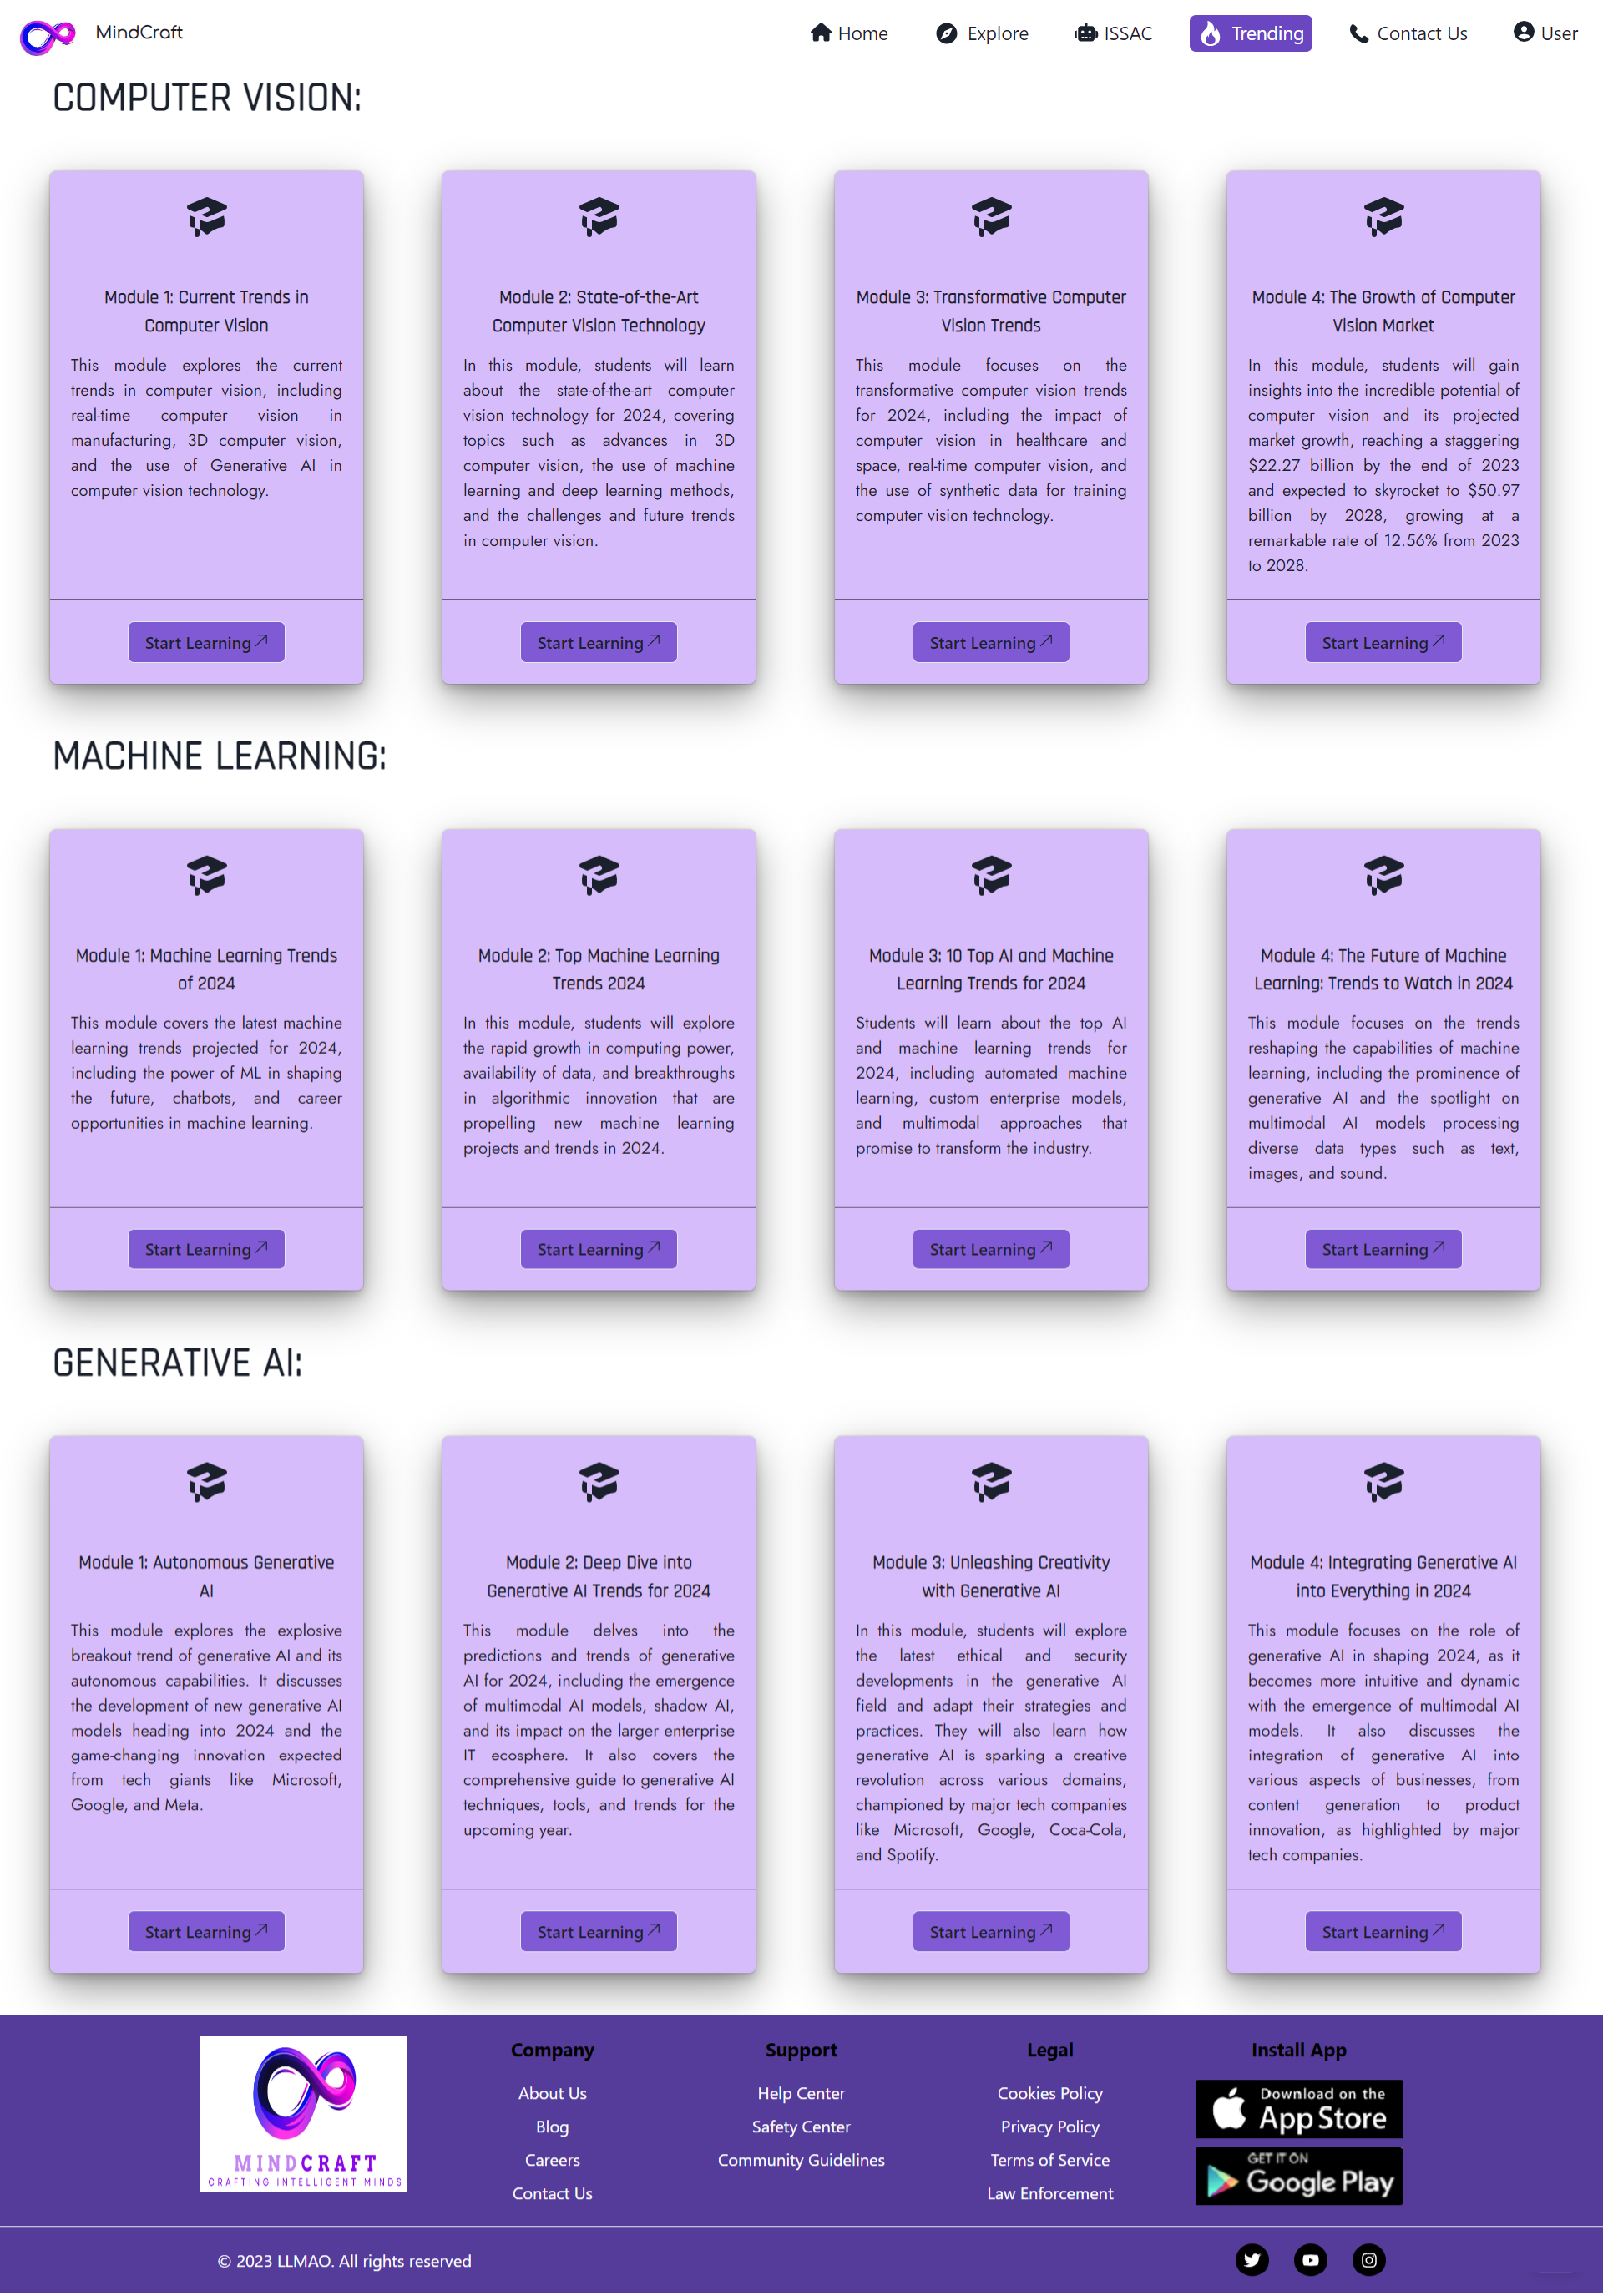 MindCraft
Home
Explore
ISSAC
Trending
Contact Us
User
COMPUTER VISION:
Module 1: Current Trends in
Computer Vision
This module explores the current
trends in computer vision, including
real-time computer vision in
manufacturing, 3D computer vision,
and the use of Generative AI in
computer vision technology.
Start Learning
Module 2: State-of-the-Art
Computer Vision Technology
In this module, students will learn
about the state-of-the-art computer
vision technology for 2024, covering
topics such as advances in 3D
computer vision, the use of machine
learning and deep learning methods,
and the challenges and future trends
in computer vision.
Start Learning
Module 3: Transformative Computer
Vision Trends
This module focuses on the
transformative computer vision trends
for 2024, including the impact of
computer vision in healthcare and
space, real-time computer vision, and
the use of synthetic data for training
computer vision technology.
Start Learning
Module 4: The Growth of Computer
Vision Market
In this module, students will gain
insights into the incredible potential of
computer vision and its projected
market growth, reaching a staggering
$22.27 billion by the end of 2023
and expected to skyrocket to $50.97
billion by 2028, growing at a
remarkable rate of 12.56% from 2023
to 2028.
Start Learning
MACHINE LEARNING:
Module 1: Machine Learning Trends
of 2024
This module covers the latest machine
learning trends projected for 2024,
including the power of ML in shaping
the future, chatbots, and career
opportunities in machine learning.
Start Learning
Module 2: Top Machine Learning
Trends 2024
In this module, students will explore
the rapid growth in computing power,
availability of data, and breakthroughs
in algorithmic innovation that are
propelling new machine learning
projects and trends in 2024.
Start Learning
Module 3: 10 Top AI and Machine
Learning Trends for 2024
Students will learn about the top AI
and machine learning trends for
2024, including automated machine
learning, custom enterprise models,
and multimodal approaches that
promise to transform the industry.
Start Learning
Module 4: The Future of Machine
Learning: Trends to Watch in 2024
This module focuses on the trends
reshaping the capabilities of machine
learning, including the prominence of
generative AI and the spotlight on
multimodal AI models processing
diverse data types such as text,
images, and sound.
Start Learning
GENERATIVE AI:
Module 1: Autonomous Generative
AI
This module explores the explosive
breakout trend of generative AI and its
autonomous capabilities. It discusses
the development of new generative AI
models heading into 2024 and the
game-changing innovation expected
from tech giants like Microsoft,
Google, and Meta.
Start Learning
Module 2: Deep Dive into
Generative AI Trends for 2024
This module delves into the
predictions and trends of generative
AI for 2024, including the emergence
of multimodal AI models, shadow AI,
and its impact on the larger enterprise
IT ecosphere. It also covers the
comprehensive guide to generative AI
techniques, tools, and trends for the
upcoming year.
Start Learning
Module 3: Unleashing Creativity
with Generative AI
In this module, students will explore
the latest ethical and security
developments in the generative AI
field and adapt their strategies and
practices. They will also learn how
generative AI is sparking a creative
revolution across various domains,
championed by major tech companies
like Microsoft, Google, Coca-Cola,
and Spotify.
Start Learning
Module 4: Integrating Generative AI
into Everything in 2024
This module focuses on the role of
generative AI in shaping 2024, as it
becomes more intuitive and dynamic
with the emergence of multimodal AI
models. It also discusses the
integration of generative AI into
various aspects of businesses, from
content generation to product
innovation, as highlighted by major
tech companies.
Start Learning
MINDCRAFT
CRAFTING INTELLIGENT MINDS
Company
About Us
Blog
Careers
Contact Us
Support
Help Center
Safety Center
Community Guidelines
Legal
Cookies Policy
Privacy Policy
Terms of Service
Law Enforcement
Install App
Download on the
App Store
GET IT ON
Google Play
© 2023 LLMAO. All rights reserved